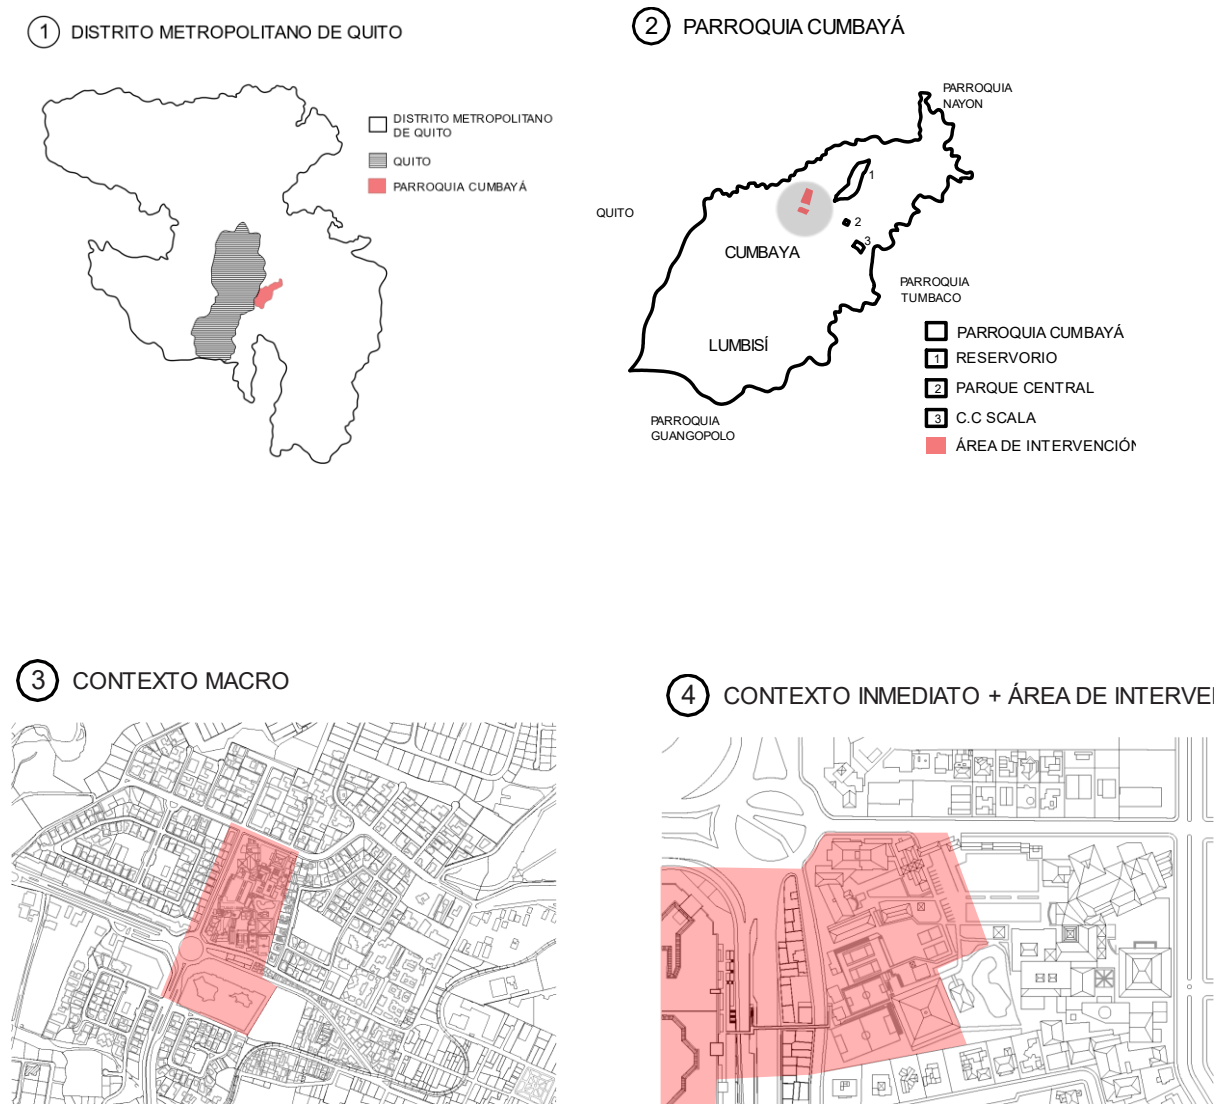 1 DISTRITO METROPOLITANO DE QUITO
DISTRITO METROPOLITANO
DE QUITO
QUITO
PARROQUIA CUMBAYÁ
2 PARROQUIA CUMBAYÁ
PARROQUIA
NAYON
1
QUITO
2
3
CUMBAYA
PARROQUIA
TUMBACO
LUMBISÍ
PARROQUIA
GUANGOPOLO
PARROQUIA CUMBAYÁ
1 RESERVORIO
2 PARQUE CENTRAL
3 C.C SCALA
ÁREA DE INTERVENCIÓN
3 CONTEXTO MACRO
4 CONTEXTO INMEDIATO + ÁREA DE INTERVE